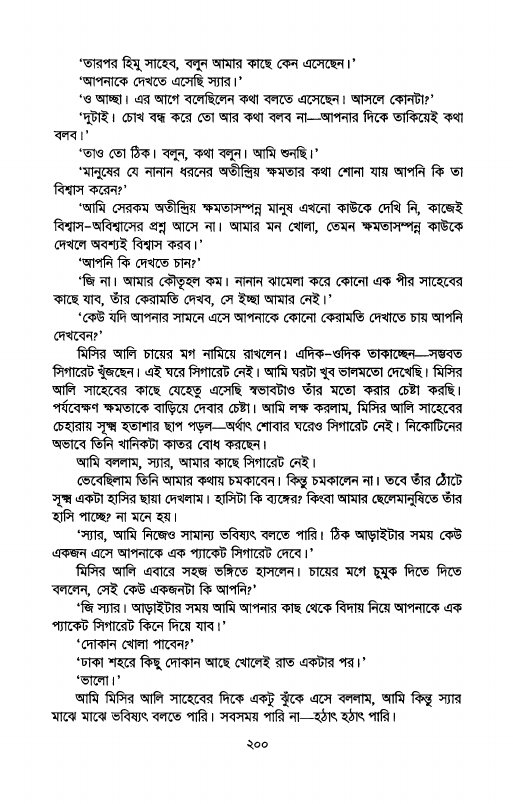 ‘তারপর হিমু সাহেব, বলুন আমার কাছে কেন এসেছেন।’
‘আপনাকে দেখতে এসেছি স্যার।’
‘ও আচ্ছা। এর আগে বলেছিলেন কথা বলতে এসেছেন। আসলে কোনটা?’
‘দুটাই। চোখ বন্ধ করে তো আর কথা বলব না—আপনার দিকে তাকিয়েই কথা
বলব।’
‘তাও তো ঠিক। বলুন, কথা বলুন। আমি শুনছি।’
‘মানুষের যে নানান ধরনের অতীন্দ্রিয় ক্ষমতার কথা শোনা যায় আপনি কি তা
বিশ্বাস করেন?’
‘আমি সেরকম অতীন্দ্রিয় ক্ষমতাসম্পন্ন মানুষ এখনো কাউকে দেখি নি, কাজেই
বিশ্বাস-অবিশ্বাসের প্রশ্ন আসে না। আমার মন খোলা, তেমন ক্ষমতাসম্পন্ন কাউকে
দেখলে অবশ্যই বিশ্বাস করব।’
‘আপনি কি দেখতে চান?’
‘জি না। আমার কৌতূহল কম। নানান ঝামেলা করে কোনো এক পীর সাহেবের
কাছে যাব, তাঁর কেরামতি দেখব, সে ইচ্ছা আমার নেই।’
‘কেউ যদি আপনার সামনে এসে আপনাকে কোনো কেরামতি দেখাতে চায় আপনি
দেখবেন?’
মিসির আলি চায়ের মগ নামিয়ে রাখলেন। এদিক-ওদিক তাকাচ্ছেন—সম্ভবত
সিগারেট খুঁজছেন। এই ঘরে সিগারেট নেই। আমি ঘরটা খুব ভালমতো দেখেছি। মিসির
আলি সাহেবের কাছে যেহেতু এসেছি স্বভাবটাও তাঁর মতো করার চেষ্টা করছি।
পর্যবেক্ষণ ক্ষমতাকে বাড়িয়ে দেবার চেষ্টা। আমি লক্ষ করলাম, মিসির আলি সাহেবের
চেহারায় সূক্ষ্ম হতাশার ছাপ পড়ল—অর্থাৎ শোবার ঘরেও সিগারেট নেই। নিকোটিনের
অভাবে তিনি খানিকটা কাতর বোধ করছেন।
আমি বললাম, স্যার, আমার কাছে সিগারেট নেই।
ভেবেছিলাম তিনি আমার কথায় চমকাবেন। কিন্তু চমকালেন না। তবে তাঁর ঠোঁটে
সূক্ষ্ম একটা হাসির ছায়া দেখলাম। হাসিটা কি ব্যঙ্গের? কিংবা আমার ছেলেমানুষিতে তাঁর
হাসি পাচ্ছে? না মনে হয়।
‘স্যার, আমি নিজেও সামান্য ভবিষ্যৎ বলতে পারি। ঠিক আড়াইটার সময় কেউ
একজন এসে আপনাকে এক প্যাকেট সিগারেট দেবে।’
মিসির আলি এবারে সহজ ভঙ্গিতে হাসলেন। চায়ের মগে চুমুক দিতে দিতে
বললেন, সেই কেউ একজনটা কি আপনি?’
‘জি স্যার। আড়াইটার সময় আমি আপনার কাছ থেকে বিদায় নিয়ে আপনাকে এক
প্যাকেট সিগারেট কিনে দিয়ে যাব।’
‘দোকান খোলা পাবেন?’
‘ঢাকা শহরে কিছু দোকান আছে খোলেই রাত একটার পর।’
‘ভালো।’
আমি মিসির আলি সাহেবের দিকে একটু ঝুঁকে এসে বললাম, আমি কিন্তু স্যার
মাঝে মাঝে ভবিষ্যৎ বলতে পারি। সবসময় পারি না—হঠাৎ হঠাৎ পারি।
২০০